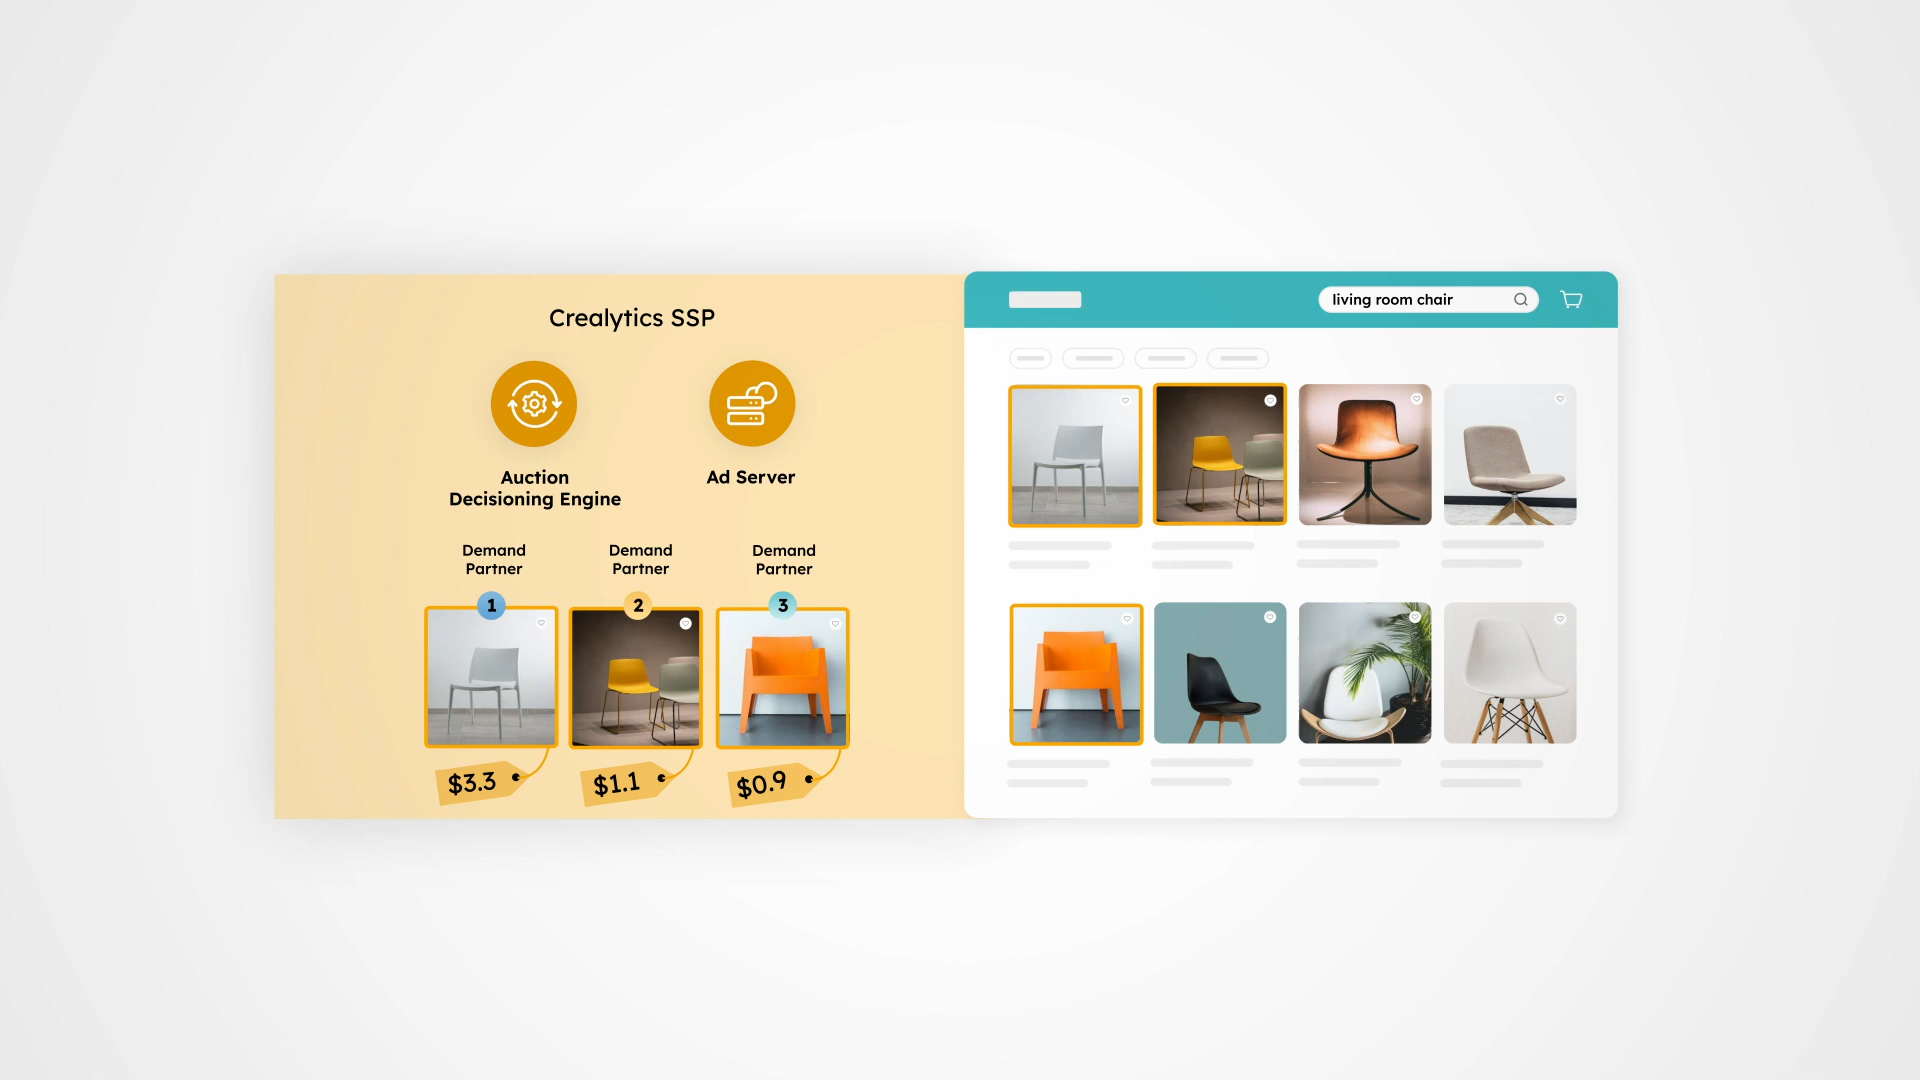 Crealytics SSP
Auction
Decisioning Engine
Ad Server
Demand
Partner
Demand
Partner
Demand
Partner
1
2
3
$3.3
$1.1
$0.9
living room chair